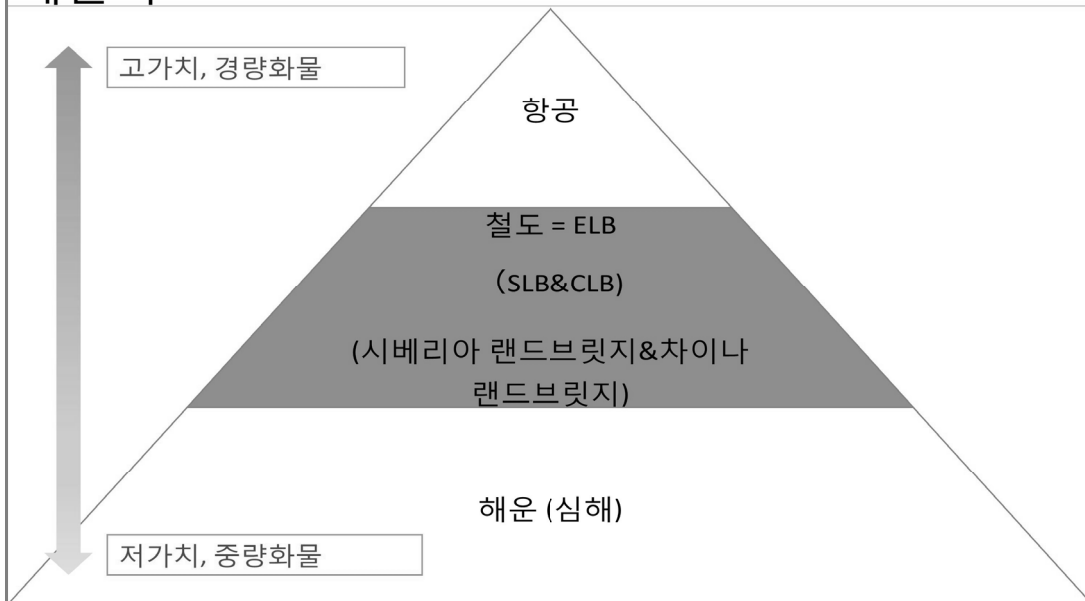 고가치, 경량화물
항공
철도 = ELB
(SLB&CLB)
(시베리아 랜드브릿지&차이나
랜드브릿지)
해운 (심해)
저가치, 중량화물